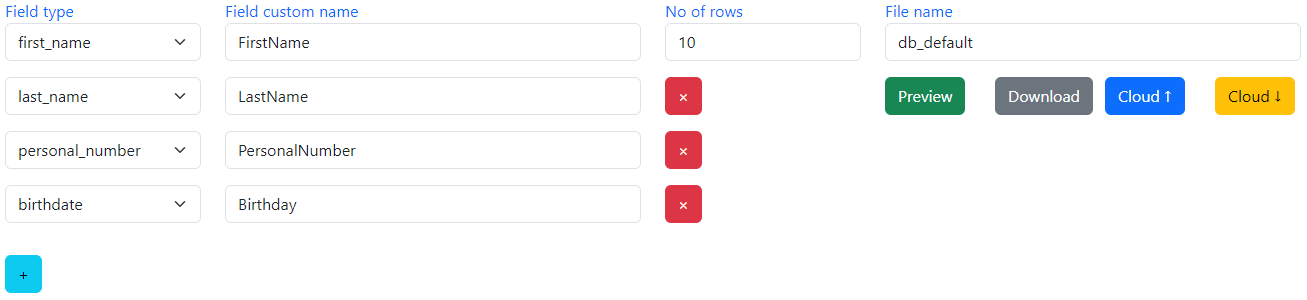 Field type Field custom name No of rows File name
first_name FirstName 10 db_default
last_name LastName × Preview Download Cloud ↑ Cloud ↓
personal_number PersonalNumber ×
birthdate Birthday ×
+